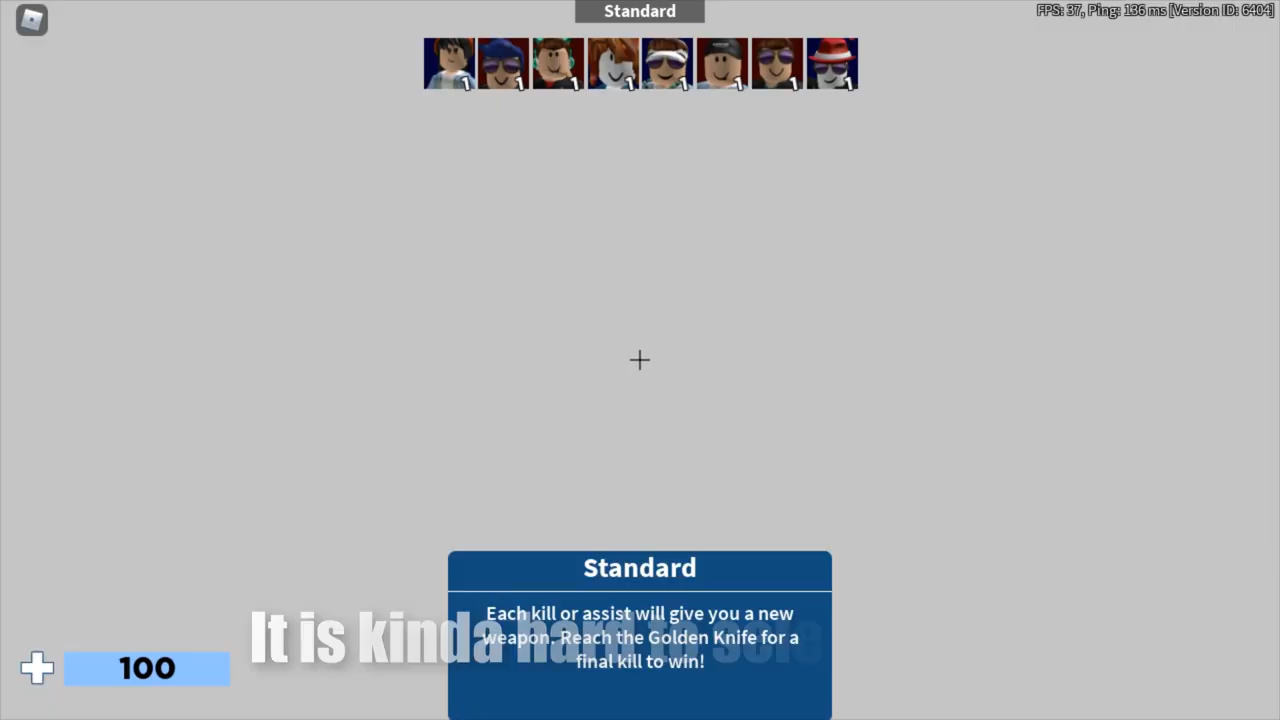 Standard
FPS: 37, Ping: 136 ms [Version ID: 6404]
1 1 1 1 1 1 1 1
Standard
Each kill or assist will give you a new
weapon. Reach the Golden Knife for a
final kill to win!
It is kinda hard to
100